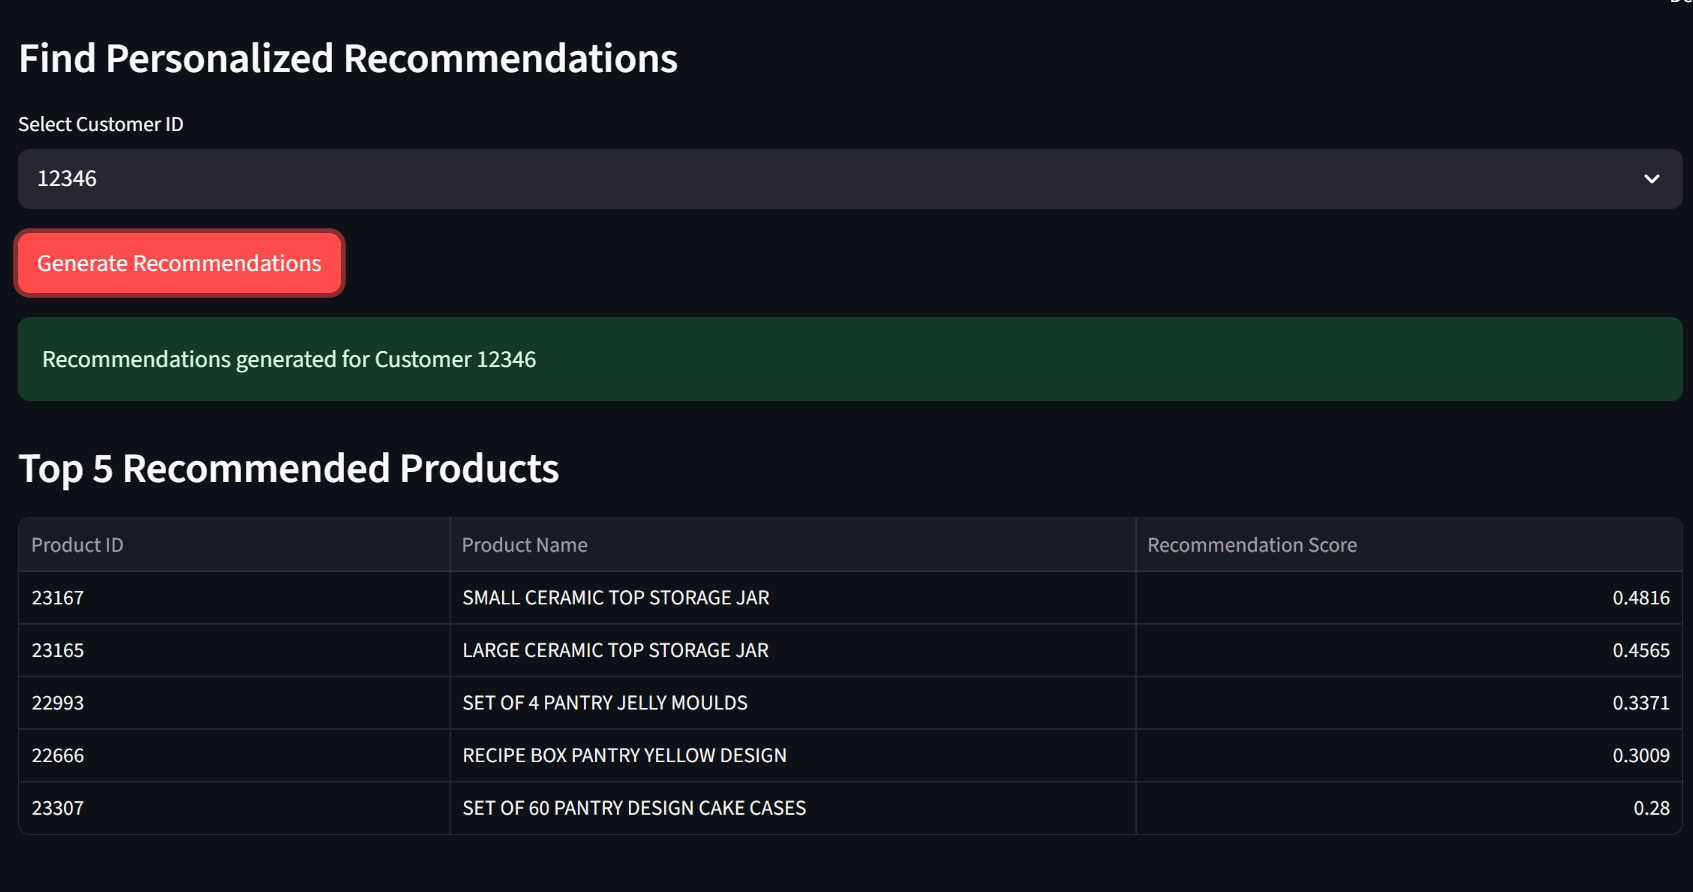 Find Personalized Recommendations
Select Customer ID
12346
Generate Recommendations
Recommendations generated for Customer 12346
Top 5 Recommended Products
Product ID Product Name Recommendation Score
23167 SMALL CERAMIC TOP STORAGE JAR 0.4816
23165 LARGE CERAMIC TOP STORAGE JAR 0.4565
22993 SET OF 4 PANTRY JELLY MOULDS 0.3371
22666 RECIPE BOX PANTRY YELLOW DESIGN 0.3009
23307 SET OF 60 PANTRY DESIGN CAKE CASES 0.28